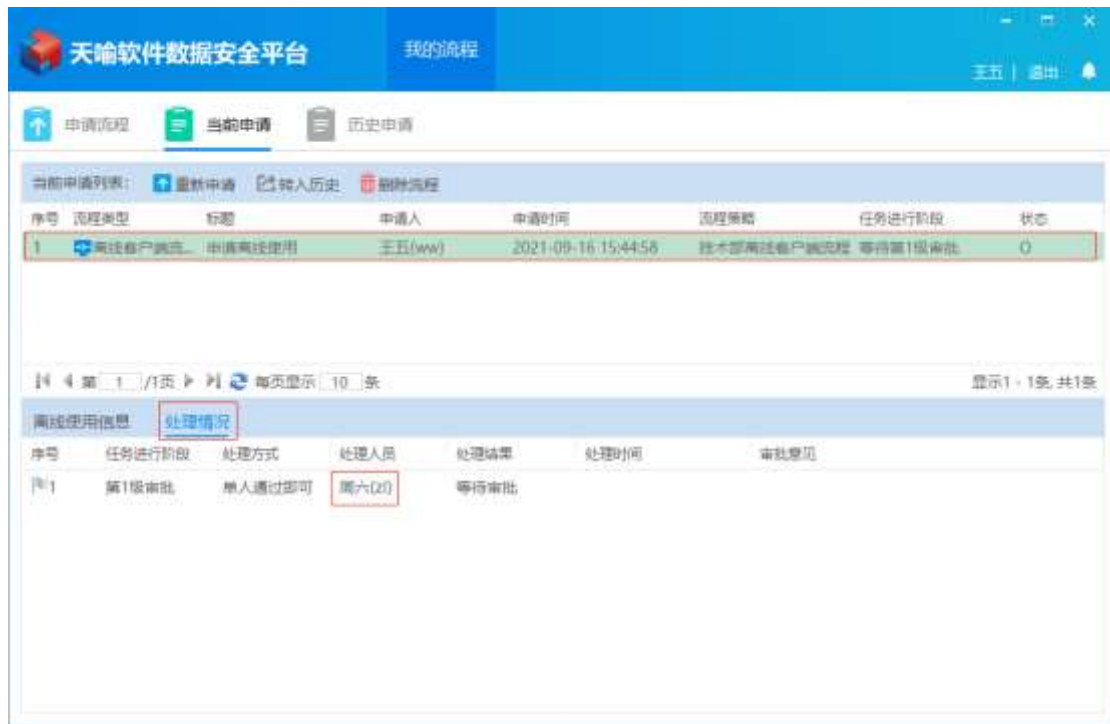 天喻软件数据安全平台
我的流程
王五 | 退出
申请流程 当前申请 历史申请
当前申请列表： 重新申请 转入历史 删除流程
序号 流程类型 标题 申请人 申请时间 流程策略 任务进行阶段 状态
1 离线客户端流... 申请离线使用 王五(ww) 2021-09-16 15:44:58 技术部离线客户端流程 等待第1级审批
第 1 /1页 每页显示 10 条 显示1 - 1条, 共1条
离线使用信息 处理情况
序号 任务进行阶段 处理方式 处理人员 处理结果 处理时间 审批意见
1 第1级审批 单人通过即可 周六(zl) 等待审批